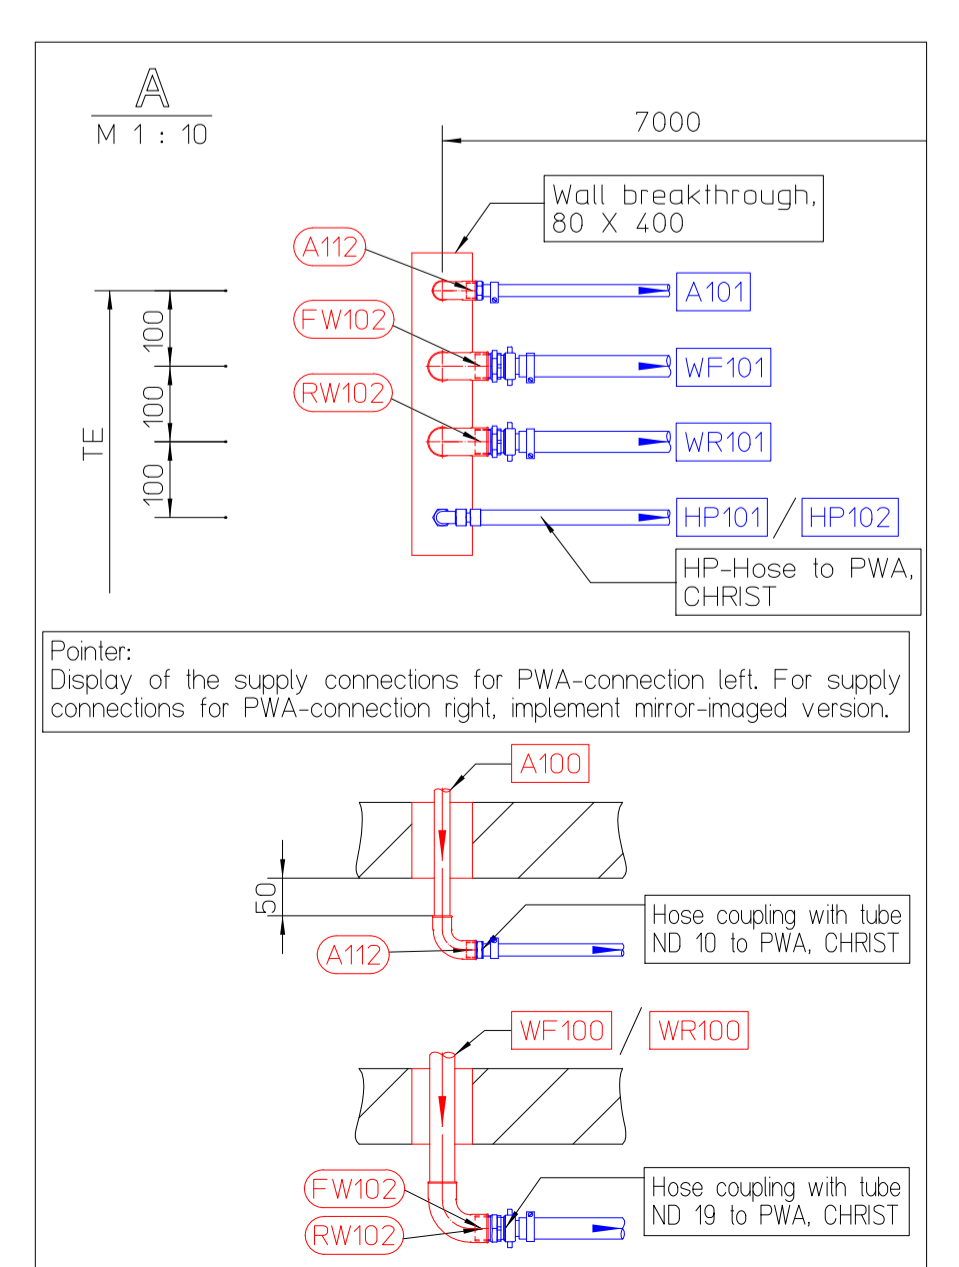 A
M 1 : 10
7000
Wall breakthrough,
80 X 400
A112
A101
FW102
100
WF101
RW102
100
WR101
TE
100
HP101 / HP102
HP-Hose to PWA,
CHRIST
Pointer:
Display of the supply connections for PWA-connection left. For supply
connections for PWA-connection right, implement mirror-imaged version.
A100
50
Hose coupling with tube
ND 10 to PWA, CHRIST
A112
WF100 / WR100
FW102
RW102
Hose coupling with tube
ND 19 to PWA, CHRIST